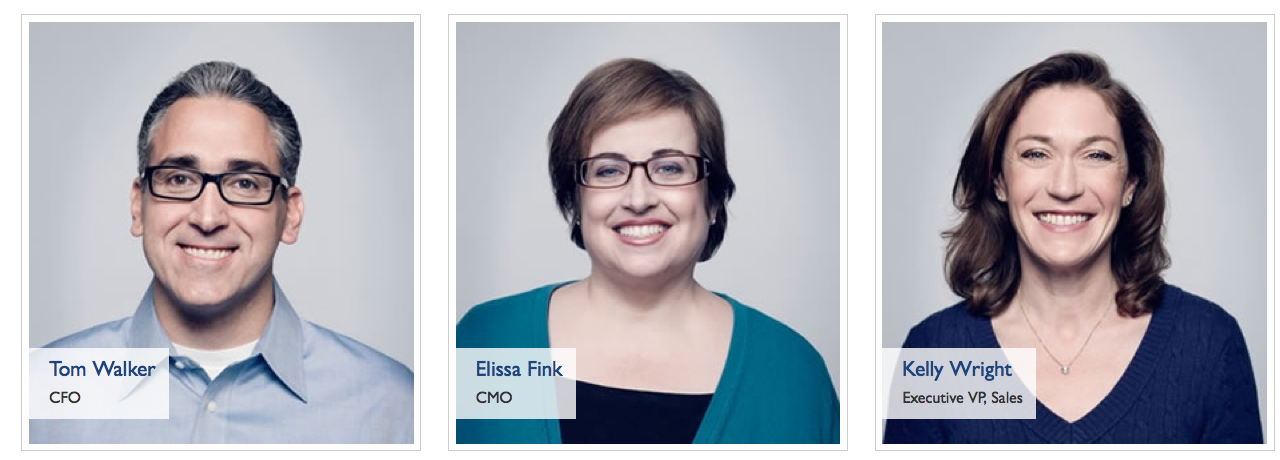 Tom Walker
CFO
Elissa Fink
CMO
Kelly Wright
Executive VP, Sales